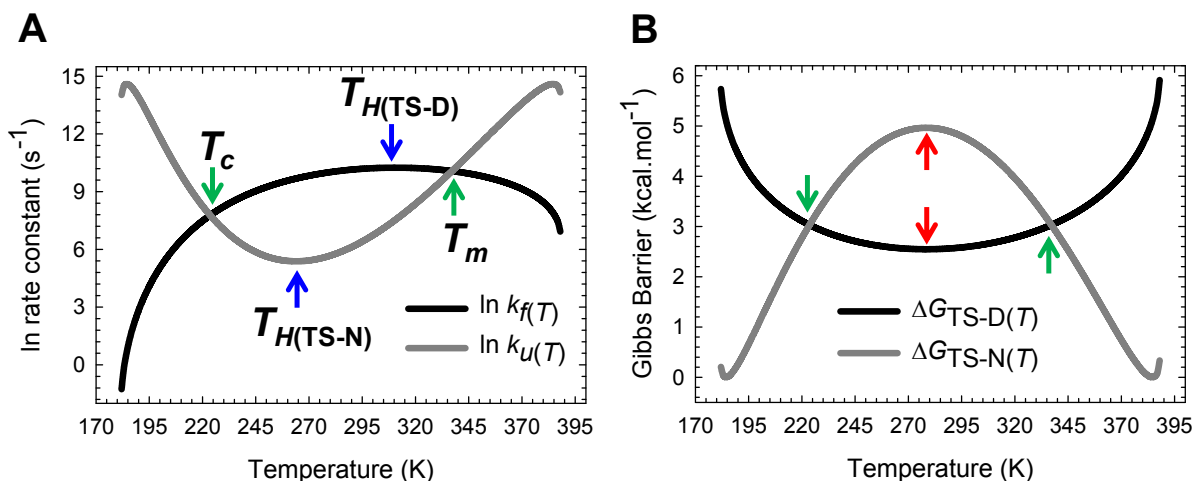 A
ln rate constant (s⁻¹)
15
12
9
6
3
0
T_c
T_H(TS-D)
T_m
T_H(TS-N)
ln k_f(T)
ln k_u(T)
170 195 220 245 270 295 320 345 370 395
Temperature (K)
B
Gibbs Barrier (kcal.mol⁻¹)
6
5
4
3
2
1
0
ΔG_TS-D(T)
ΔG_TS-N(T)
170 195 220 245 270 295 320 345 370 395
Temperature (K)